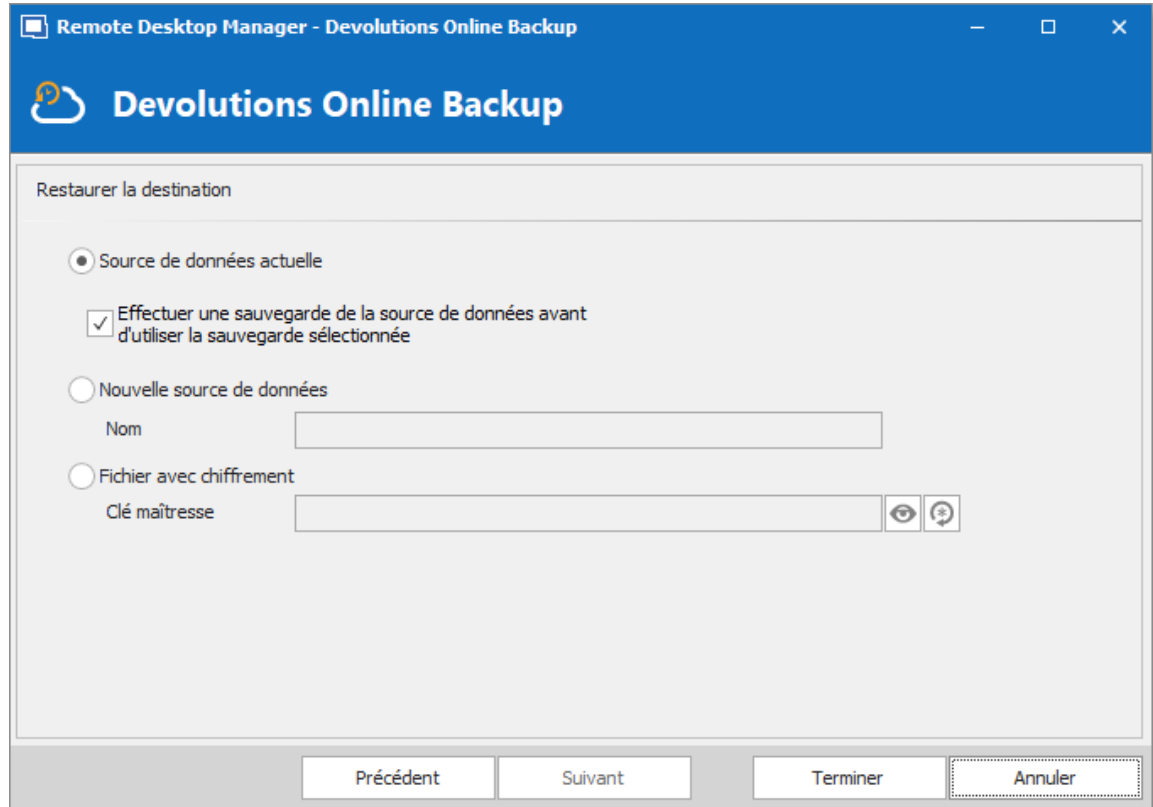 Remote Desktop Manager - Devolutions Online Backup
Devolutions Online Backup
Restaurer la destination
Source de données actuelle
Effectuer une sauvegarde de la source de données avant
d'utiliser la sauvegarde sélectionnée
Nouvelle source de données
Nom
Fichier avec chiffrement
Clé maîtresse
Précédent
Suivant
Terminer
Annuler